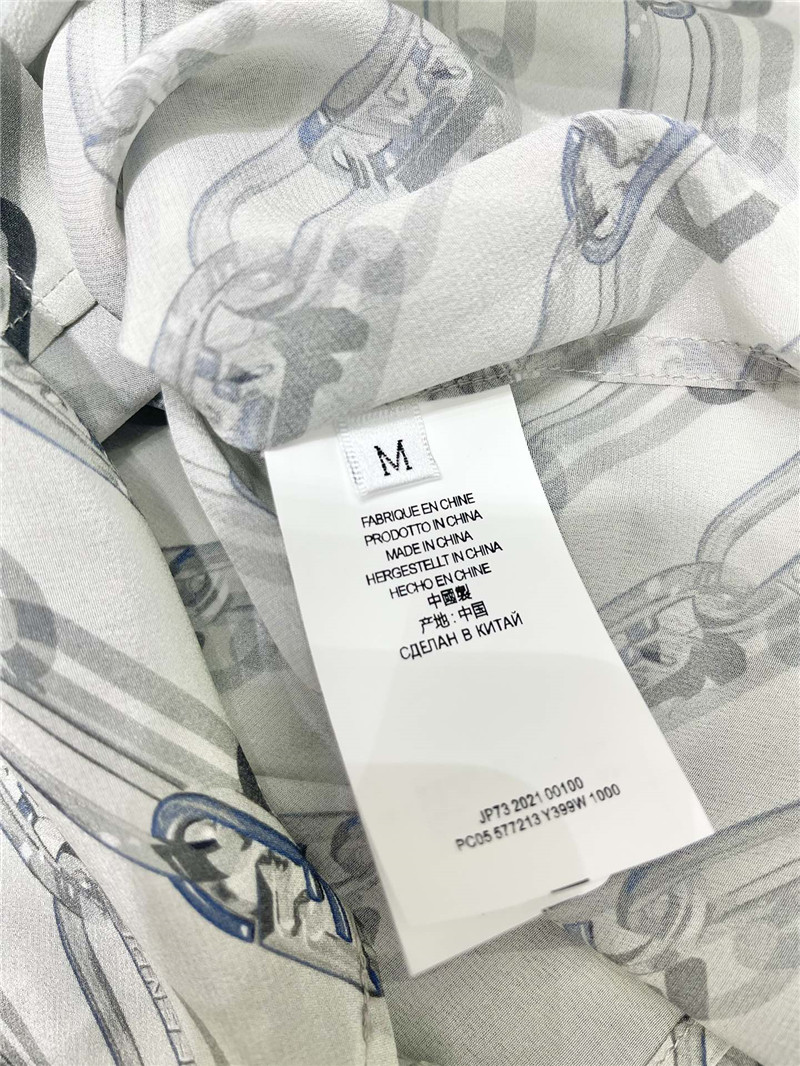 M
FABRIQUE EN CHINE
PRODOTTO IN CHINA
MADE IN CHINA
HERGESTELLT IN CHINA
HECHO EN CHINE
中國製
产地:中国
СДЕЛАН В КИТАЙ
JP73 2021 00100
PC05 577213 Y399W 1000